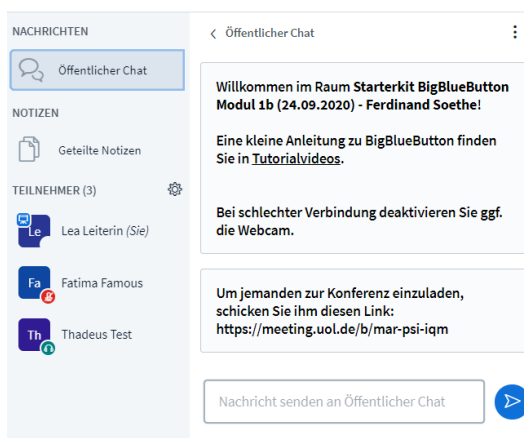 NACHRICHTEN
Öffentlicher Chat
NOTIZEN
Geteilte Notizen
TEILNEHMER (3)
Le
Lea Leiterin (Sie)
Fa
Fatima Famous
Th
Thadeus Test
Öffentlicher Chat
Willkommen im Raum Starterkit BigBlueButton
Modul 1b (24.09.2020) - Ferdinand Soethe!
Eine kleine Anleitung zu BigBlueButton finden
Sie in Tutorialvideos.
Bei schlechter Verbindung deaktivieren Sie ggf.
die Webcam.
Um jemanden zur Konferenz einzuladen,
schicken Sie ihm diesen Link:
https://meeting.uol.de/b/mar-psi-iqm
Nachricht senden an Öffentlicher Chat